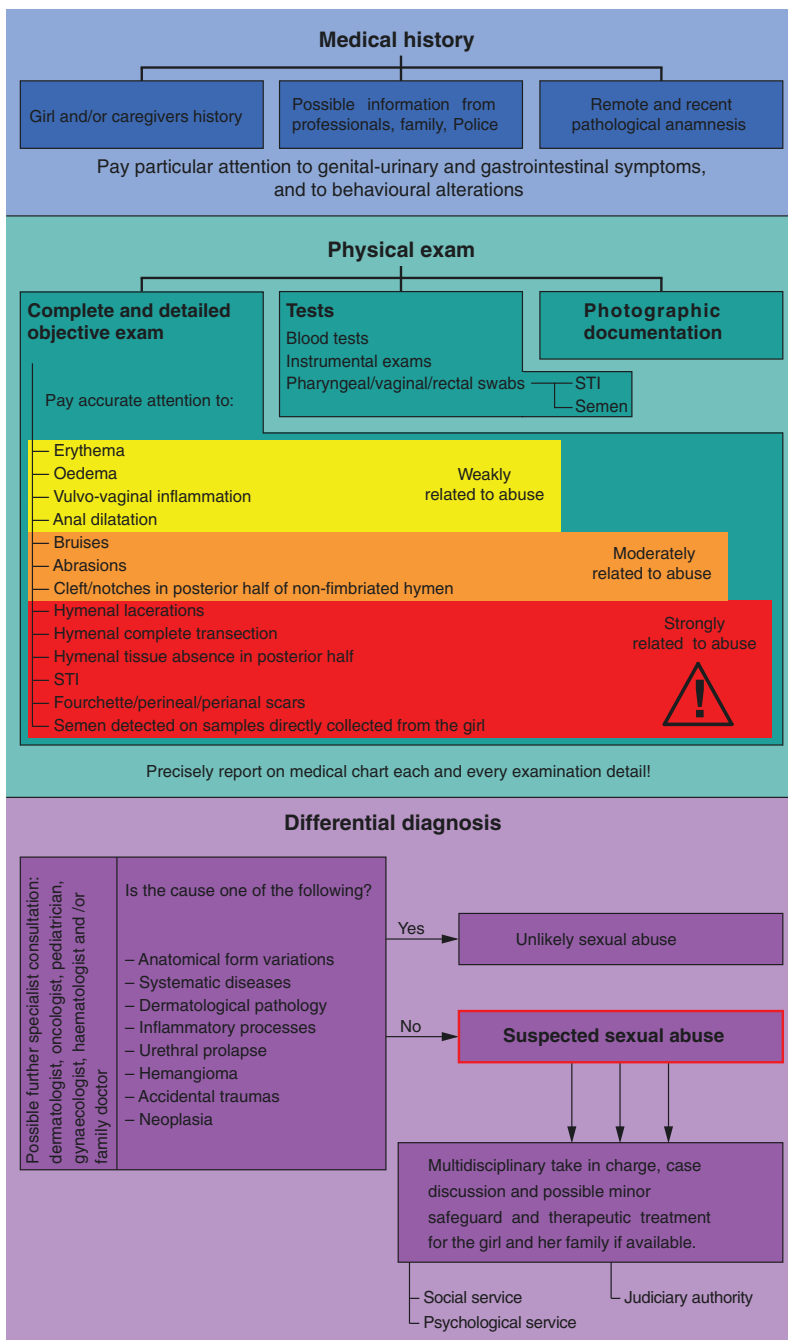 Medical history
Girl and/or caregivers history
Possible information from
professionals, family, Police
Remote and recent
pathological anamnesis
Pay particular attention to genital-urinary and gastrointestinal symptoms,
and to behavioural alterations
Physical exam
Complete and detailed
objective exam
Pay accurate attention to:
Tests
Blood tests
Instrumental exams
Pharyngeal/vaginal/rectal swabs
STI
Semen
Photographic
documentation
Erythema
Oedema
Vulvo-vaginal inflammation
Anal dilatation
Weakly
related to abuse
Bruises
Abrasions
Cleft/notches in posterior half of non-fimbriated hymen
Moderately
related to abuse
Hymenal lacerations
Hymenal complete transection
Hymenal tissue absence in posterior half
STI
Fourchette/perineal/perianal scars
Semen detected on samples directly collected from the girl
Strongly
related to abuse
!
Precisely report on medical chart each and every examination detail!
Differential diagnosis
Possible further specialist consultation:
dermatologist, oncologist, pediatrician,
gynaecologist, haematologist and /or
family doctor
Is the cause one of the following?
– Anatomical form variations
– Systematic diseases
– Dermatological pathology
– Inflammatory processes
– Urethral prolapse
– Hemangioma
– Accidental traumas
– Neoplasia
Yes
Unlikely sexual abuse
No
Suspected sexual abuse
Multidisciplinary take in charge, case
discussion and possible minor
safeguard and therapeutic treatment
for the girl and her family if available.
Social service
Psychological service
Judiciary authority